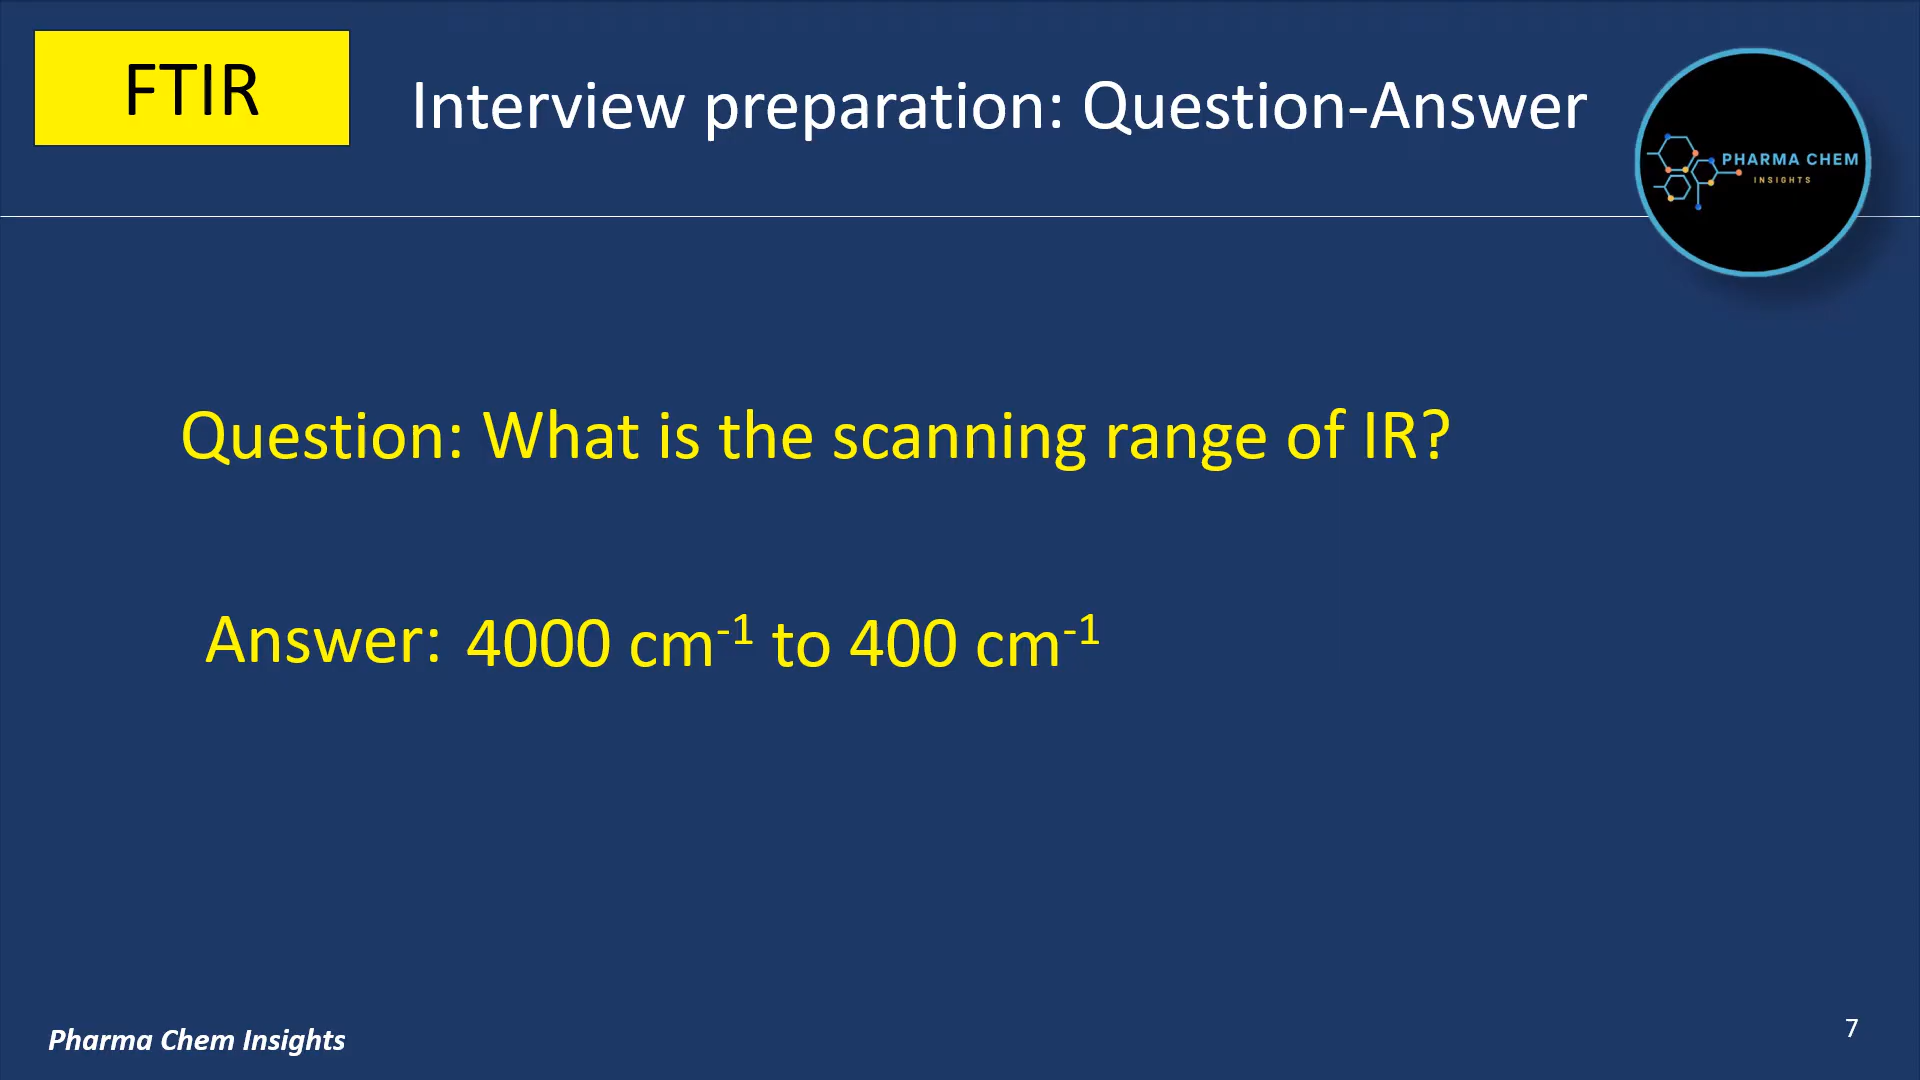 FTIR
Interview preparation: Question-Answer
PHARMA CHEM
INSIGHTS
Question: What is the scanning range of IR?
Answer: 4000 cm⁻¹ to 400 cm⁻¹
Pharma Chem Insights
7